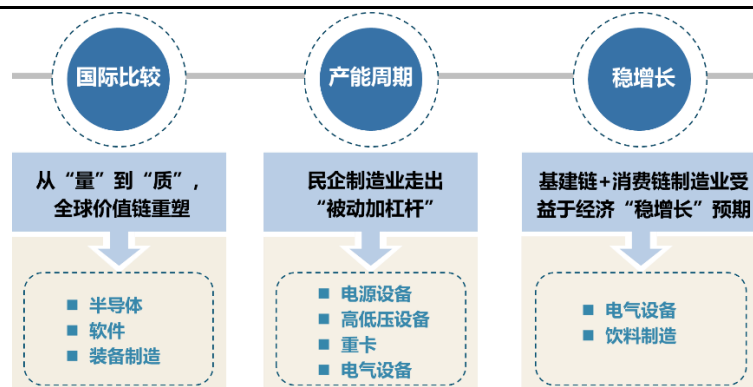 国际比较
产能周期
稳增长
从“量”到“质”，
全球价值链重塑
民企制造业走出
“被动加杠杆”
基建链+消费链制造业受
益于经济“稳增长”预期
■ 半导体
■ 软件
■ 装备制造
■ 电源设备
■ 高低压设备
■ 重卡
■ 电气设备
■ 电气设备
■ 饮料制造